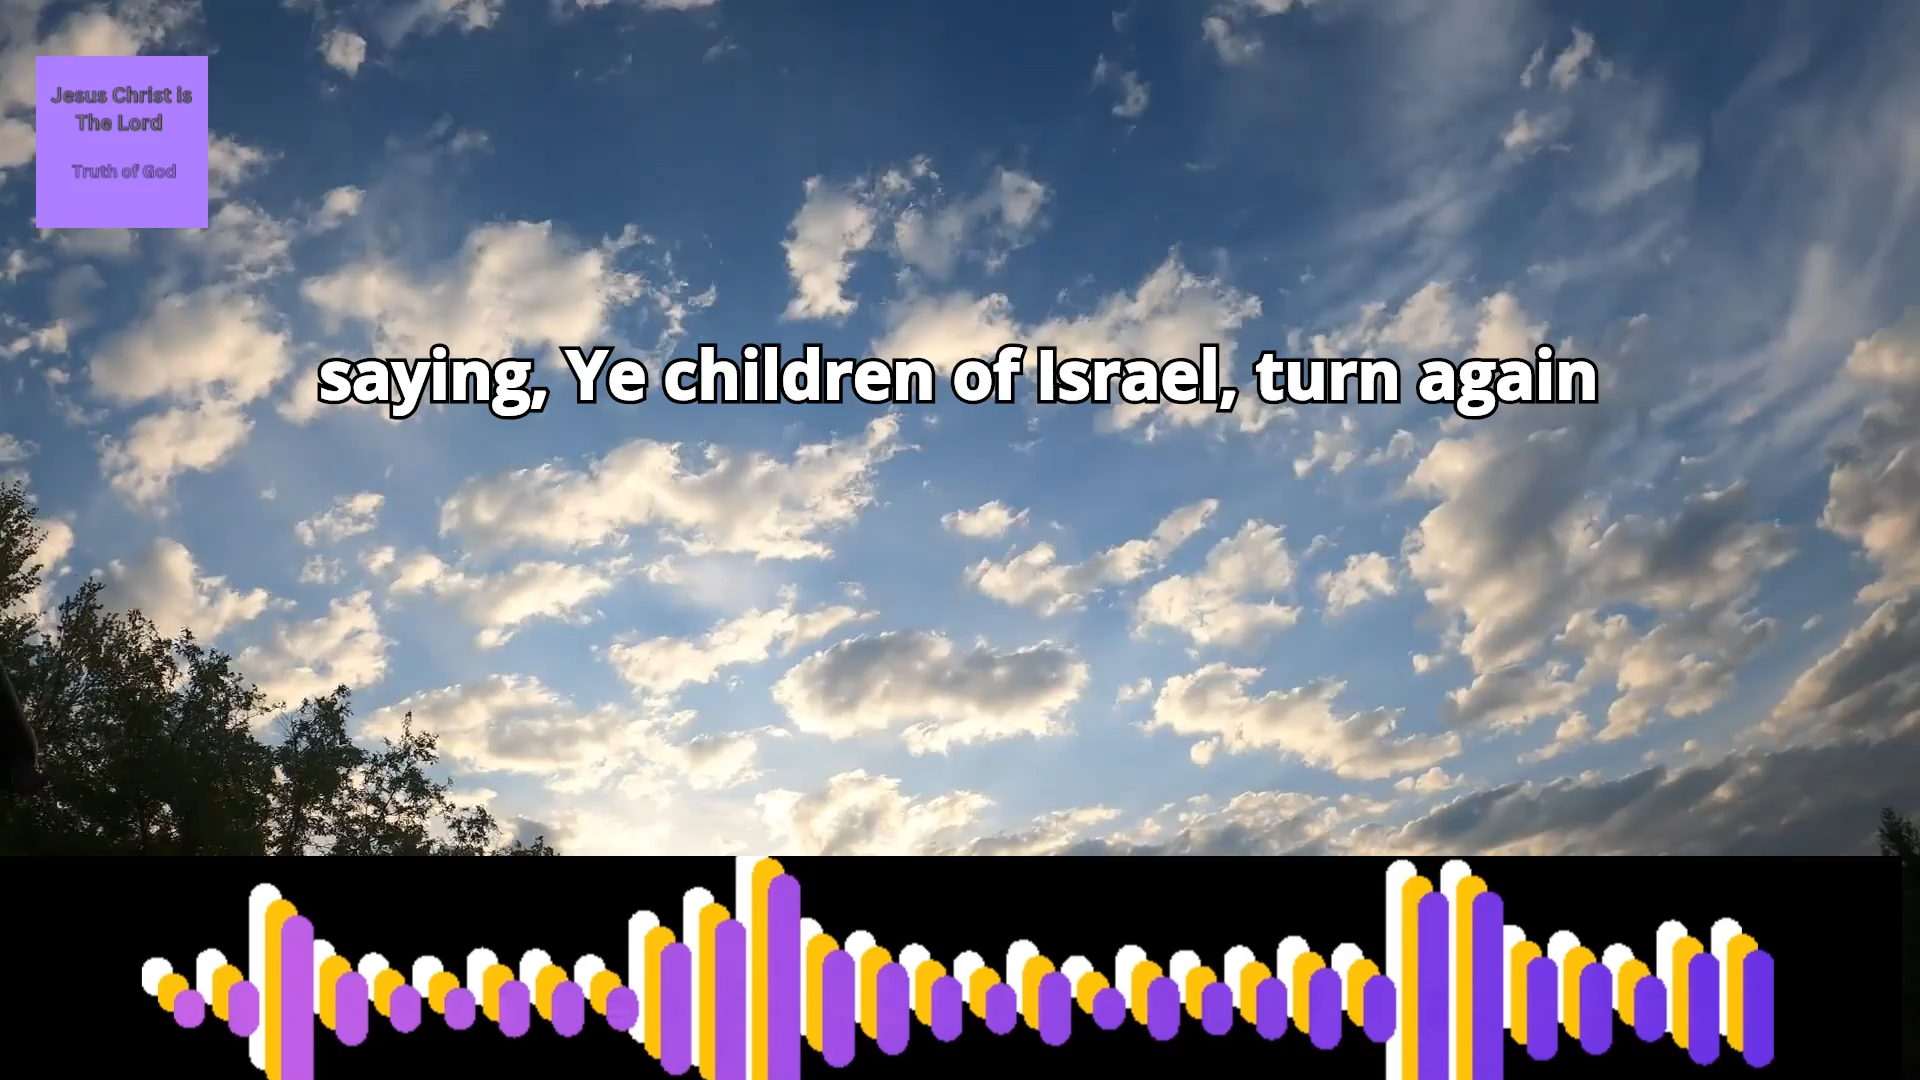 Jesus Christ is
The Lord
Truth of God
saying, Ye children of Israel, turn again